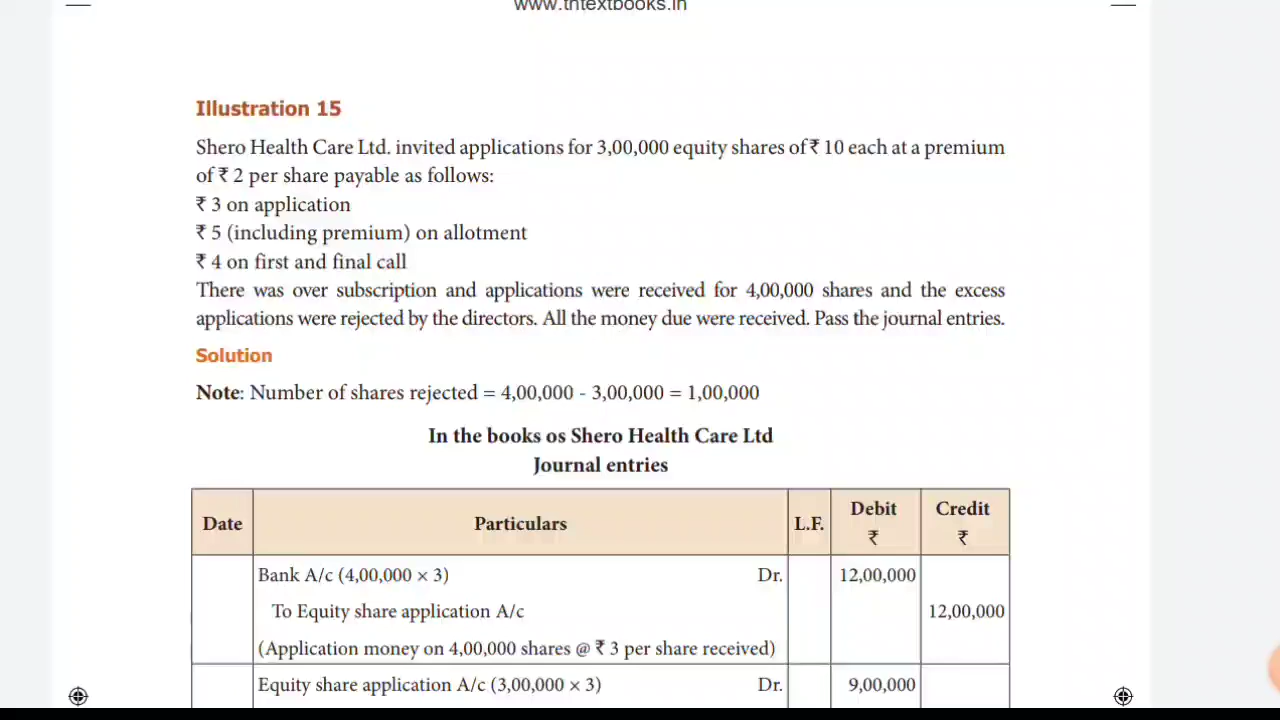 www.tntextbooks.in
Illustration 15
Shero Health Care Ltd. invited applications for 3,00,000 equity shares of ₹ 10 each at a premium
of ₹ 2 per share payable as follows:
₹ 3 on application
₹ 5 (including premium) on allotment
₹ 4 on first and final call
There was over subscription and applications were received for 4,00,000 shares and the excess
applications were rejected by the directors. All the money due were received. Pass the journal entries.
Solution
Note: Number of shares rejected = 4,00,000 - 3,00,000 = 1,00,000
In the books os Shero Health Care Ltd
Journal entries
Date Particulars L.F. Debit ₹ Credit ₹
Bank A/c (4,00,000 × 3) Dr. 12,00,000
To Equity share application A/c 12,00,000
(Application money on 4,00,000 shares @ ₹ 3 per share received)
Equity share application A/c (3,00,000 × 3) Dr. 9,00,000